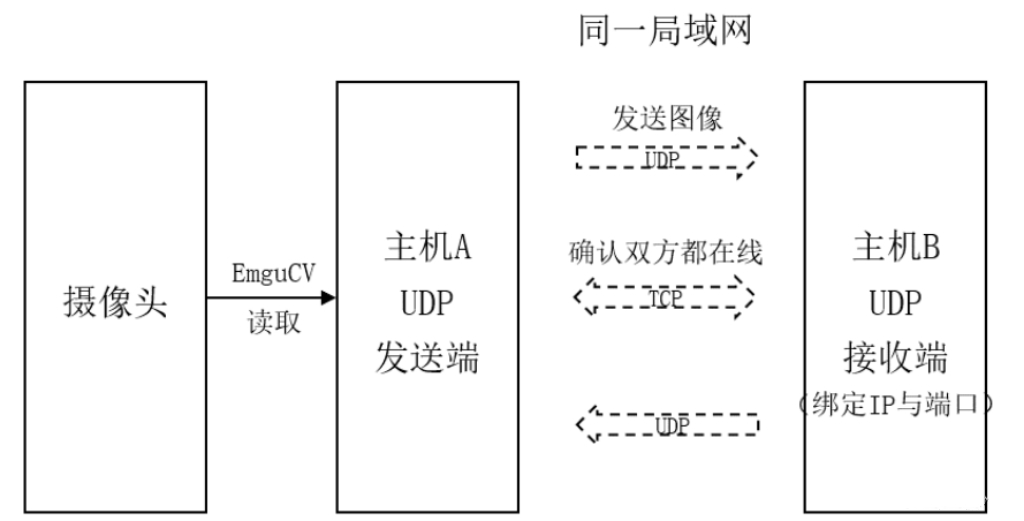 同一局域网
摄像头
EmguCV
读取
主机A
UDP
发送端
发送图像
UDP
确认双方都在线
TCP
UDP
主机B
UDP
接收端
(绑定IP与端口)